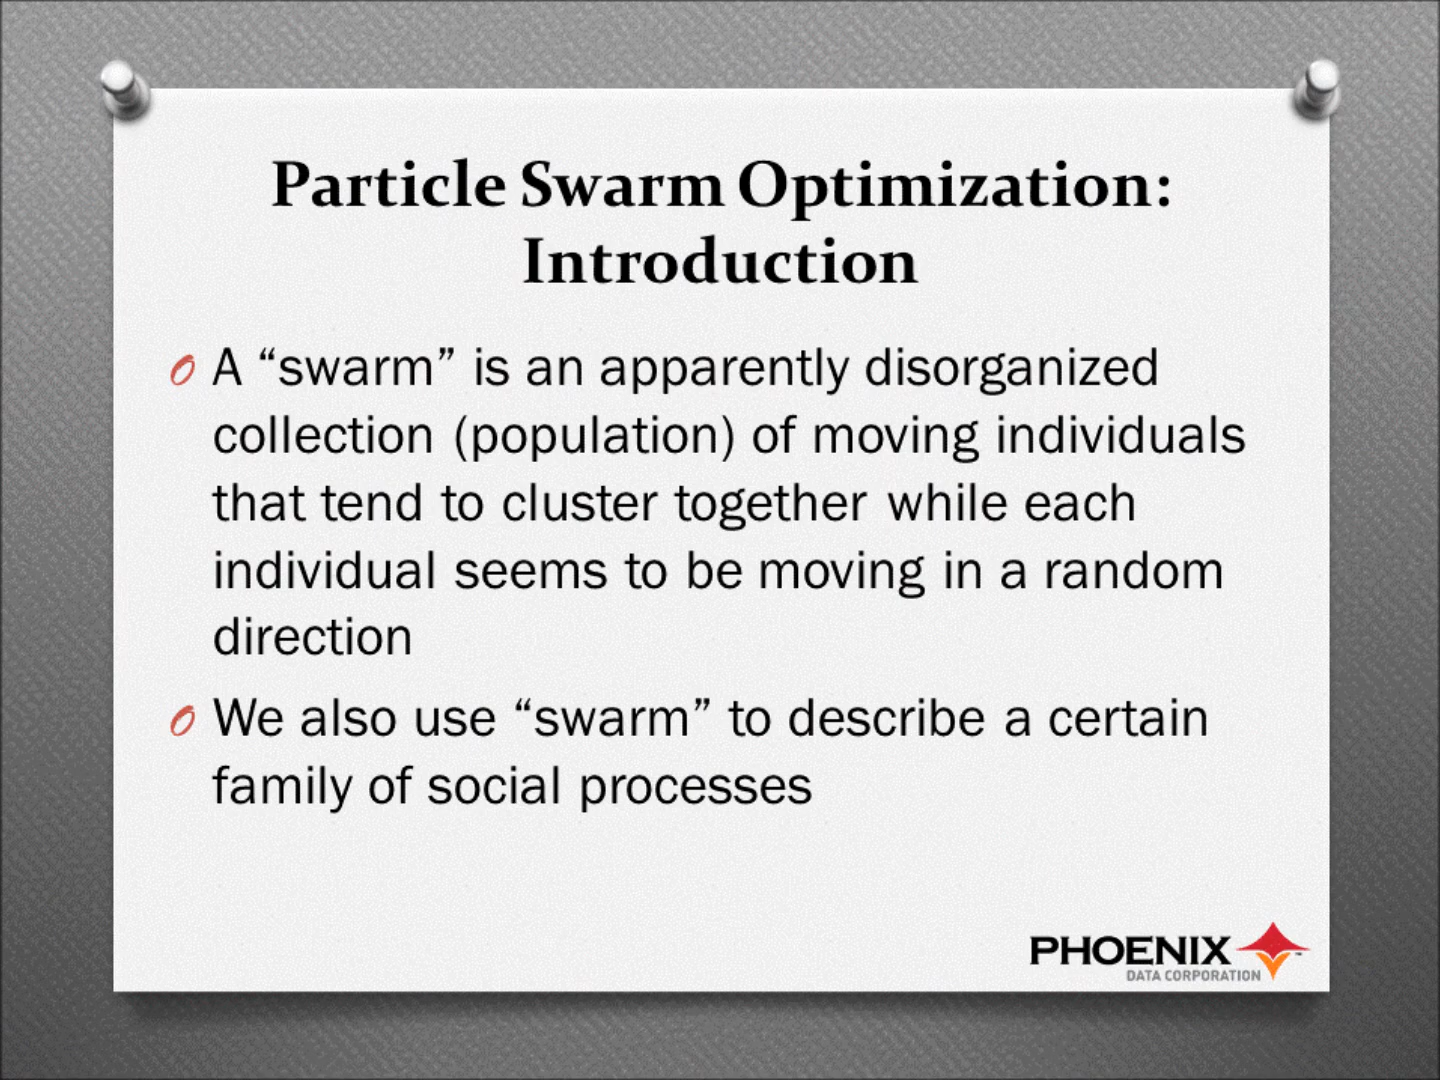 Particle Swarm Optimization:
Introduction
A “swarm” is an apparently disorganized
collection (population) of moving individuals
that tend to cluster together while each
individual seems to be moving in a random
direction
We also use “swarm” to describe a certain
family of social processes
PHOENIX
DATA CORPORATION